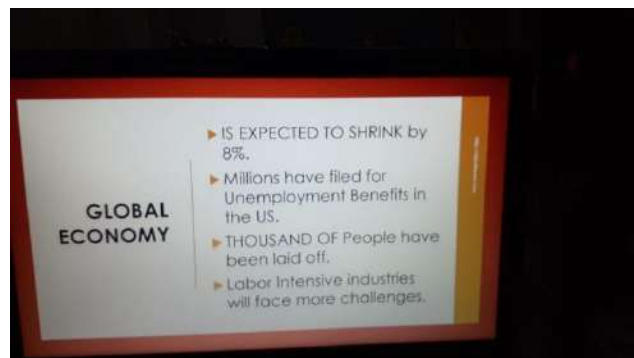 GLOBAL
ECONOMY
▶ IS EXPECTED TO SHRINK by
8%.
▶ Millions have filed for
Unemployment Benefits in
the US.
▶ THOUSAND OF People have
been laid off.
▶ Labor Intensive industries
will face more challenges.